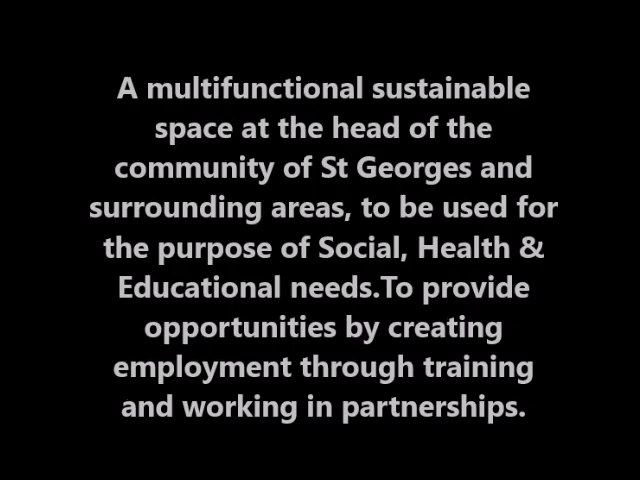 A multifunctional sustainable
space at the head of the
community of St Georges and
surrounding areas, to be used for
the purpose of Social, Health &
Educational needs.To provide
opportunities by creating
employment through training
and working in partnerships.